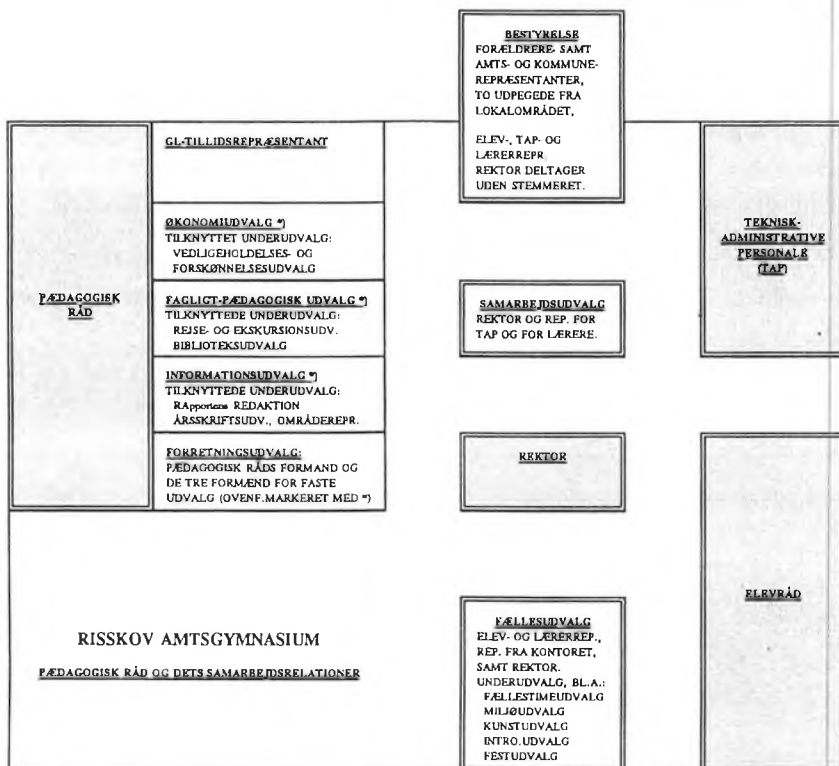 BESTYRELSE
FORÆLDRERE- SAMT
AMTS- OG KOMMUNE-
REPRÆSENTANTER,
TO UDPEGEDE FRA
LOKALOMRÅDET,
ELEV-, TAP- OG
LÆRERREPR
REKTOR DELTAGER
UDEN STEMMERET.
PÆDAGOGISK
RÅD
GL-TILLIDSREPRÆSENTANT
ØKONOMIUDVALG *)
TILKNYTTET UNDERUDVALG:
VEDLIGEHOLDELSES- OG
FORSKØNNELSESUDVALG
FAGLIGT-PÆDAGOGISK UDVALG *)
TILKNYTTEDE UNDERUDVALG:
REJSE- OG EKSKURSIONSUDV.
BIBLIOTEKSUDVALG
INFORMATIONSUDVALG *)
TILKNYTTEDE UNDERUDVALG:
RApportens REDAKTION
ÅRSSKRIFTSUDV., OMRÅDEREPR.
FORRETNINGSUDVALG:
PÆDAGOGISK RÅDS FORMAND OG
DE TRE FORMÆND FOR FASTE
UDVALG (OVENF.MARKERET MED *)
SAMARBEJDSUDVALG
REKTOR OG REP. FOR
TAP OG FOR LÆRERE.
REKTOR
TEKNISK-
ADMINISTRATIVE
PERSONALE
(TAP)
ELEVRÅD
FÆLLESUDVALG
ELEV- OG LÆRERREP.,
REP. FRA KONTORET,
SAMT REKTOR.
UNDERUDVALG, BL.A.:
FÆLLESTIMEUDVALG
MILJØUDVALG
KUNSTUDVALG
INTRO.UDVALG
FESTUDVALG
RISSKOV AMTSGYMNASIUM
PÆDAGOGISK RÅD OG DETS SAMARBEJDSRELATIONER